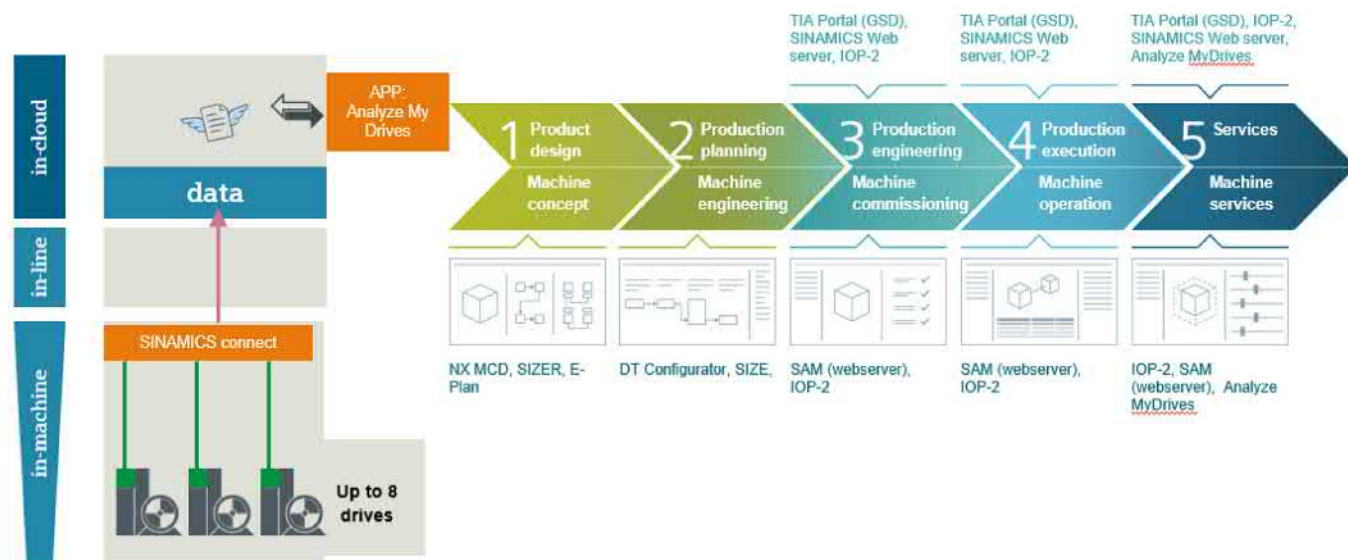 in-cloud
in-line
in-machine
APP:
Analyze My
Drives
data
SINAMICS connect
Up to 8
drives
TIA Portal (GSD),
SINAMICS Web
server, IOP-2
TIA Portal (GSD),
SINAMICS Web
server, IOP-2
TIA Portal (GSD), IOP-2,
SINAMICS Web server,
Analyze MyDrives
1 Product
design
Machine
concept
2 Production
planning
Machine
engineering
3 Production
engineering
Machine
commissioning
4 Production
execution
Machine
operation
5 Services
Machine
services
NX MCD, SIZER, E-
Plan
DT Configurator, SIZE,
SAM (webserver),
IOP-2
SAM (webserver),
IOP-2
IOP-2, SAM
(webserver), Analyze
MyDrives